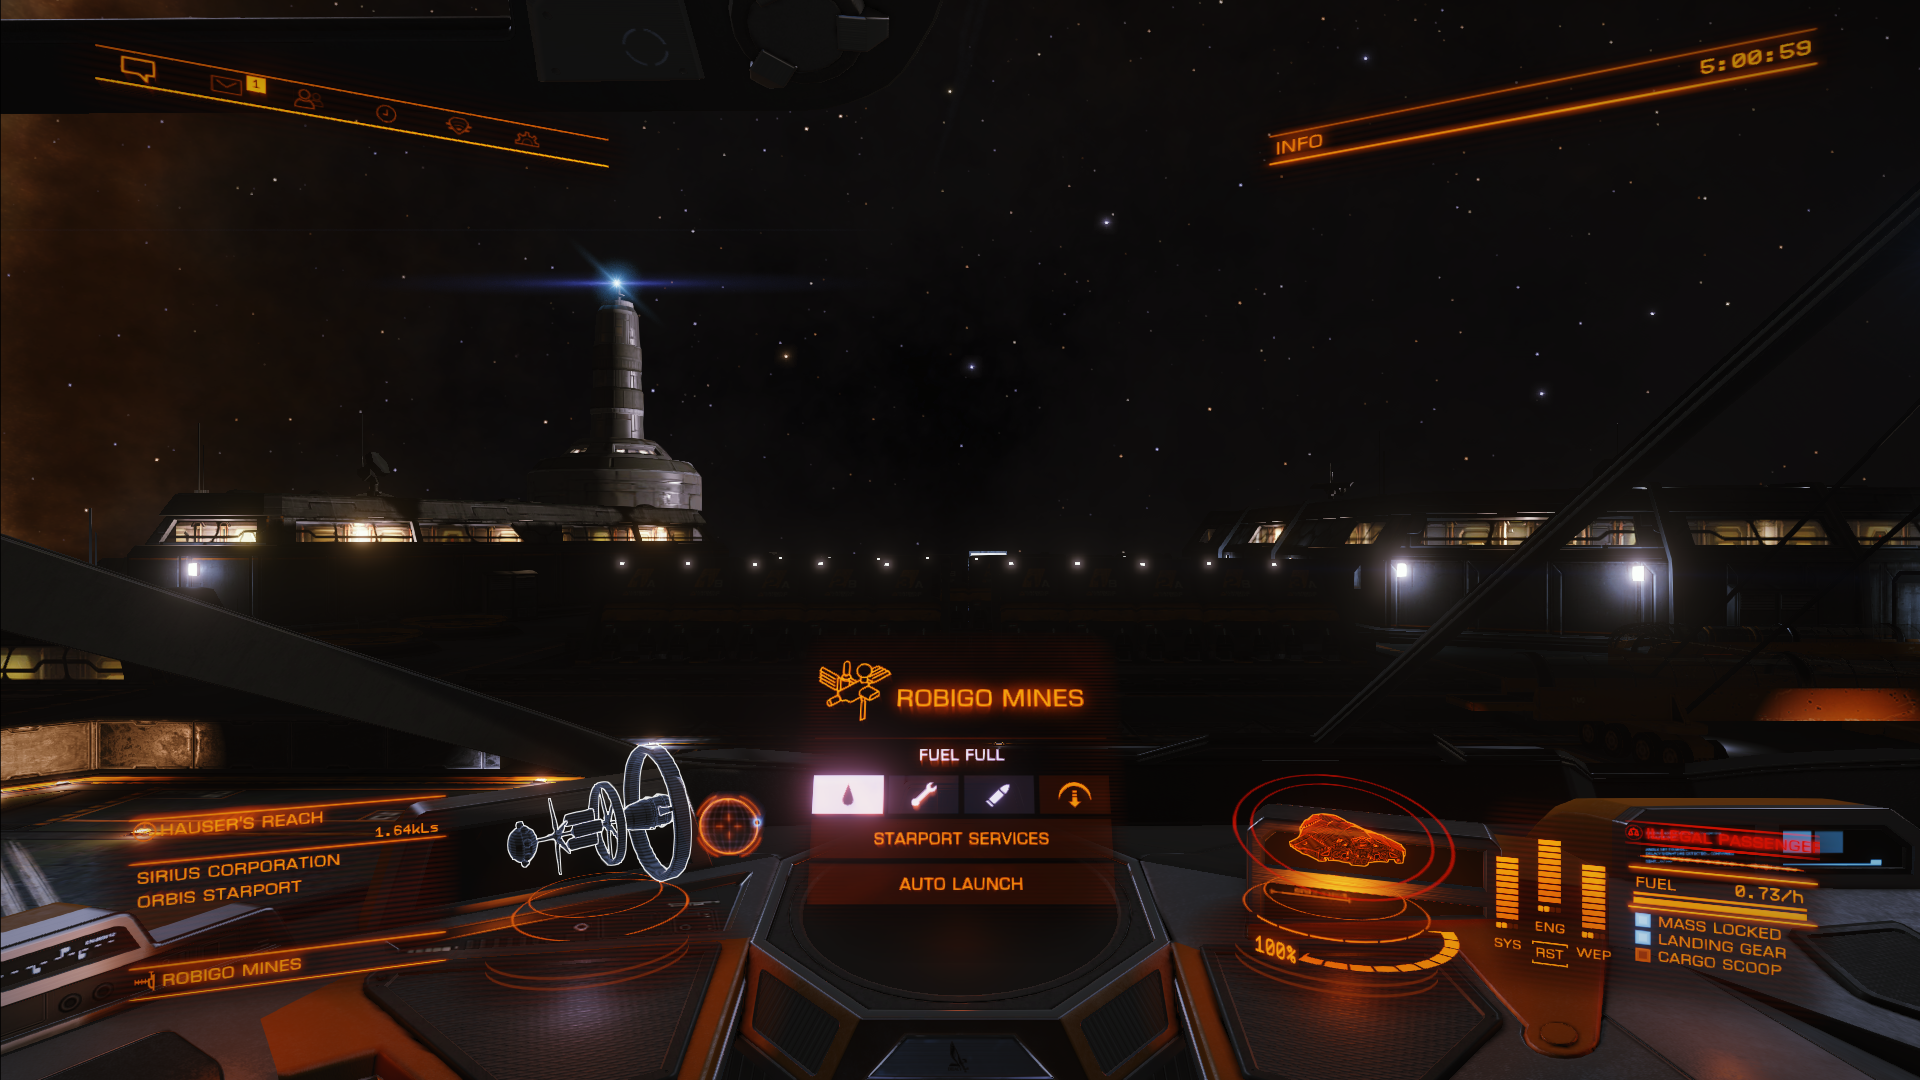 1
INFO
5:00:59
ROBIGO MINES
FUEL FULL
STARPORT SERVICES
AUTO LAUNCH
HAUSER'S REACH
1.64kLs
SIRIUS CORPORATION
ORBIS STARPORT
ROBIGO MINES
100%
SYS
ENG
RST
WEP
ILLEGAL PASSENGER
FUEL
0.73/h
MASS LOCKED
LANDING GEAR
CARGO SCOOP